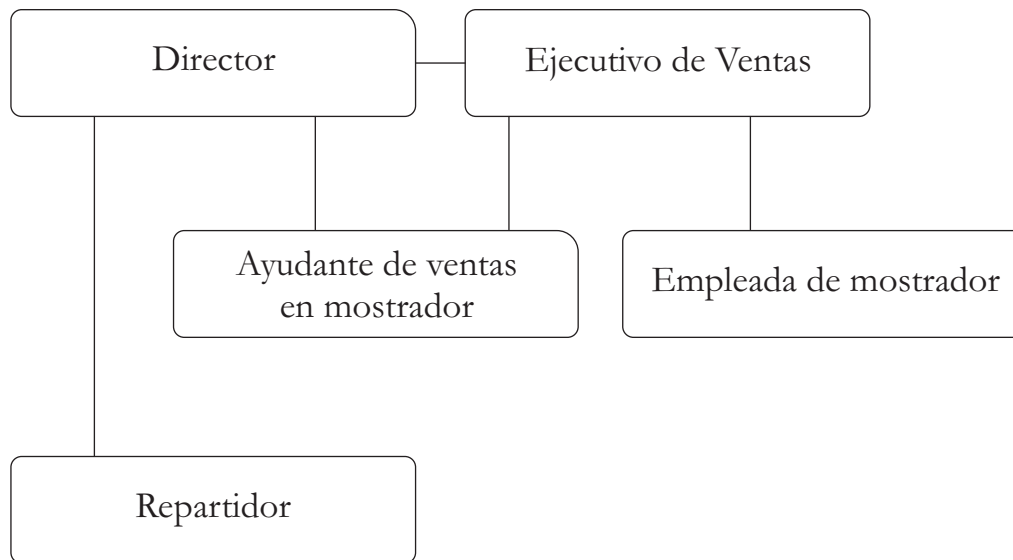 Director
Ejecutivo de Ventas
Ayudante de ventas
en mostrador
Empleada de mostrador
Repartidor